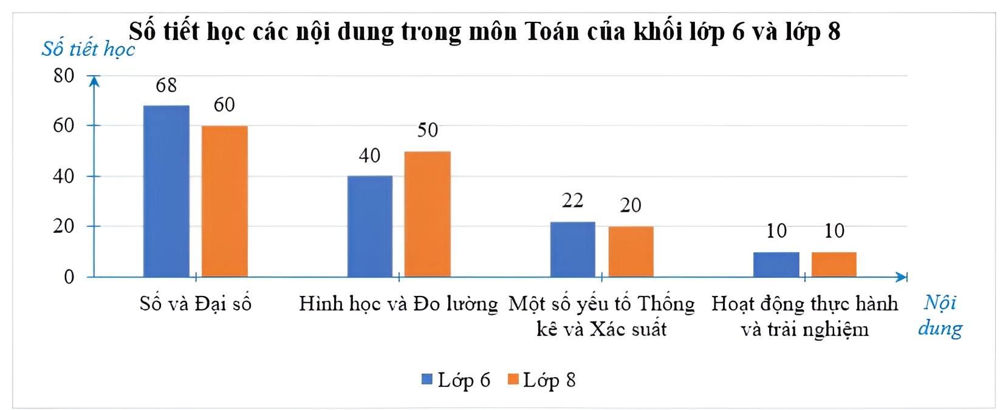 Số tiết học các nội dung trong môn Toán của khối lớp 6 và lớp 8
Số tiết học
80
60
40
20
0
68
60
40
50
22
20
10
10
Số và Đại số
Hình học và Đo lường
Một số yếu tố Thống
kê và Xác suất
Hoạt động thực hành
và trải nghiệm
Nội
dung
Lớp 6
Lớp 8